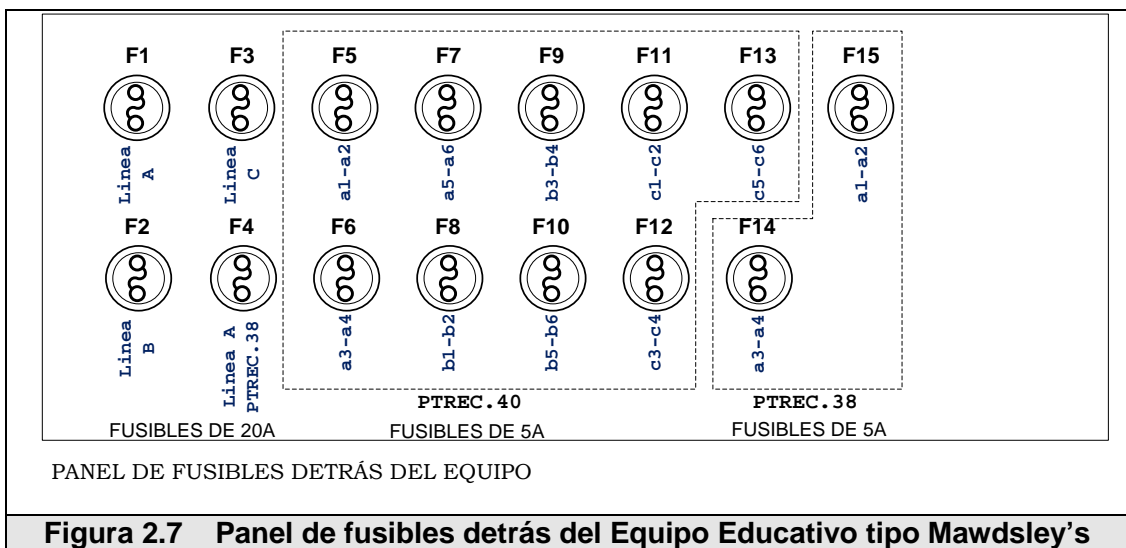 F1 F3 F5 F7 F9 F11 F13 F15
Linea A
Linea C
a1-a2
a5-a6
b3-b4
c1-c2
c5-c6
a1-a2
F2 F4 F6 F8 F10 F12 F14
Linea B
Linea A PTREC.38
a3-a4
b1-b2
b5-b6
c3-c4
a3-a4
PTREC.40 PTREC.38
FUSIBLES DE 20A FUSIBLES DE 5A FUSIBLES DE 5A
PANEL DE FUSIBLES DETRÁS DEL EQUIPO
Figura 2.7 Panel de fusibles detrás del Equipo Educativo tipo Mawdsley's